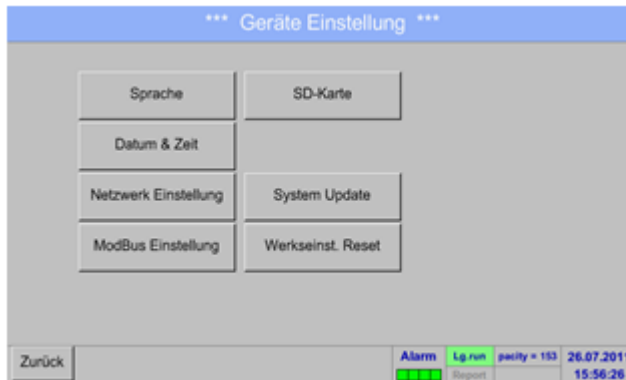 *** Geräte Einstellung ***
Sprache
SD-Karte
Datum & Zeit
Netzwerk Einstellung
System Update
ModBus Einstellung
Werkseinst. Reset
Zurück
Alarm
Lg.run
pacity = 153
26.07.2011
Report
15:56:26